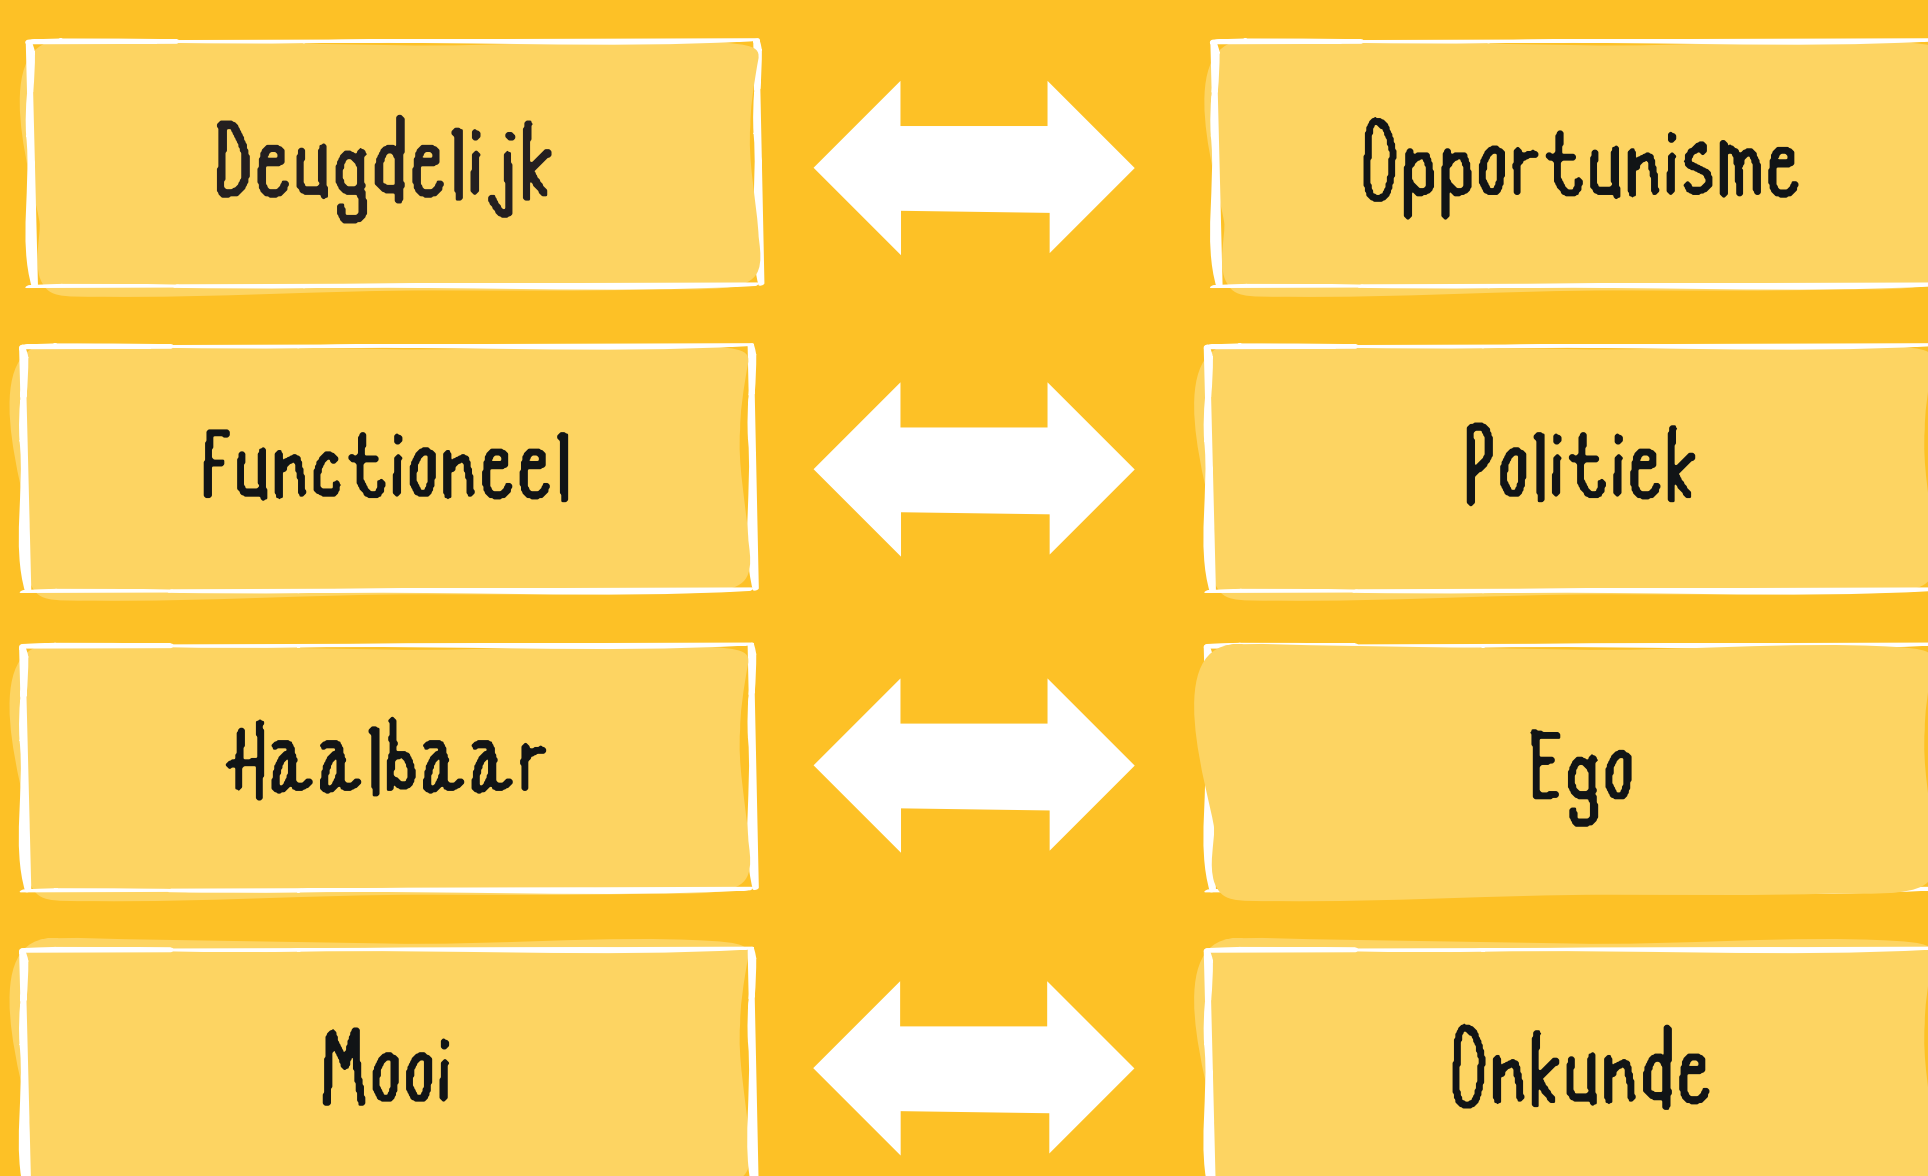 Deugdelijk
Opportunisme
Functioneel
Politiek
Haalbaar
Ego
Mooi
Onkunde